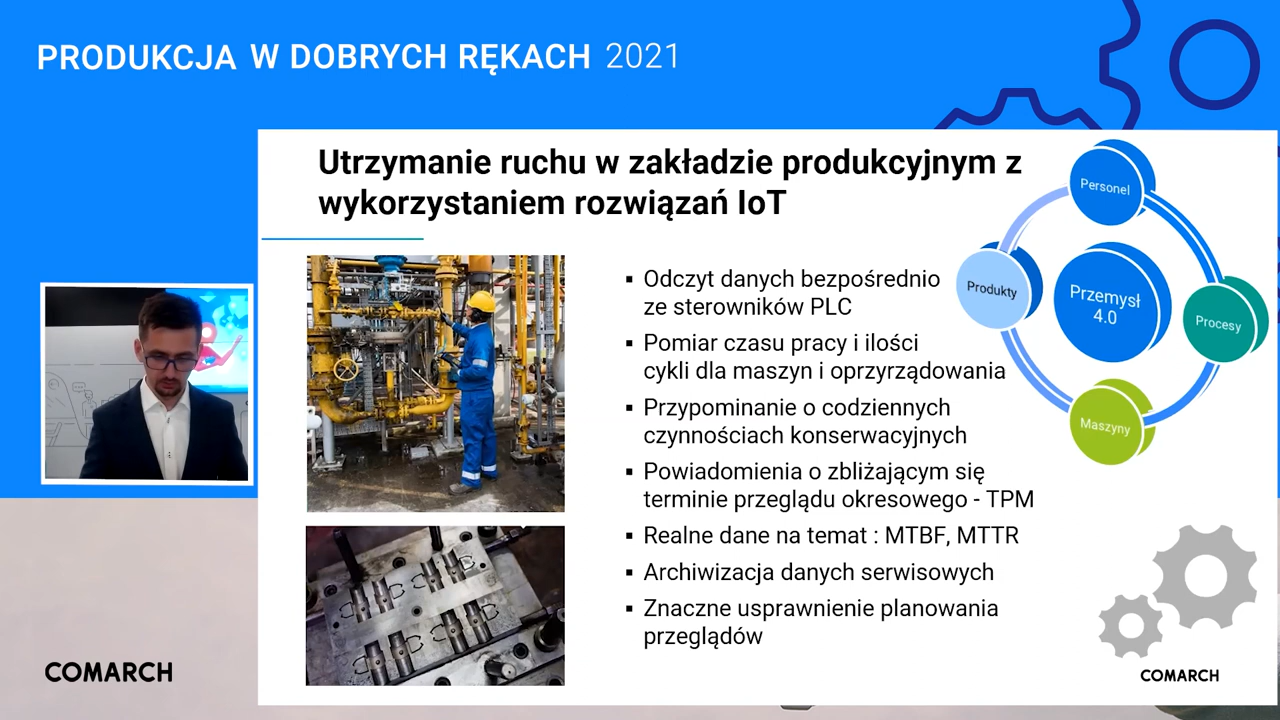 PRODUKCJA W DOBRYCH RĘKACH 2021
Utrzymanie ruchu w zakładzie produkcyjnym z
wykorzystaniem rozwiązań IoT
Personel
Produkty
Przemysł
4.0
Procesy
Maszyny
▪ Odczyt danych bezpośrednio
ze sterowników PLC
▪ Pomiar czasu pracy i ilości
cykli dla maszyn i oprzyrządowania
▪ Przypominanie o codziennych
czynnościach konserwacyjnych
▪ Powiadomienia o zbliżającym się
terminie przeglądu okresowego - TPM
▪ Realne dane na temat : MTBF, MTTR
▪ Archiwizacja danych serwisowych
▪ Znaczne usprawnienie planowania
przeglądów
COMARCH
COMARCH